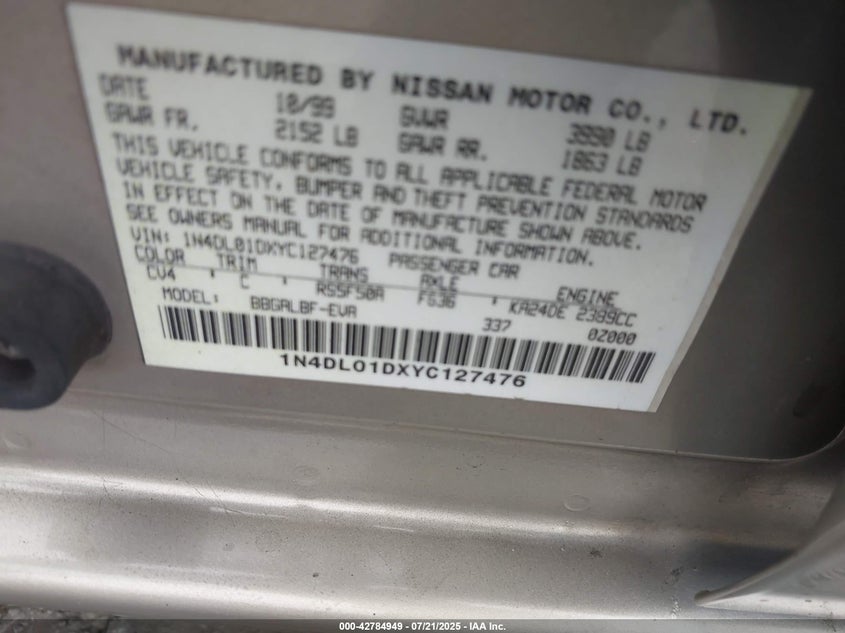 MANUFACTURED BY NISSAN MOTOR CO., LTD.
DATE 10/99 GVWR 3990 LB
GAWR FR. 2152 LB GAWR RR. 1863 LB
THIS VEHICLE CONFORMS TO ALL APPLICABLE FEDERAL MOTOR
VEHICLE SAFETY, BUMPER AND THEFT PREVENTION STANDARDS
IN EFFECT ON THE DATE OF MANUFACTURE SHOWN ABOVE.
SEE OWNERS MANUAL FOR ADDITIONAL INFORMATION.
VIN: 1N4DL01DXYC127476 PASSENGER CAR
COLOR TRIM TRANS AXLE ENGINE
CV4 ' C ' RS5F50A FG36 ' KA24DE 2389CC
MODEL: BBGALBF-EVA 337 02000
1N4DL01DXYC127476
000-42784949 | 07/21/2025 - IAA Inc.